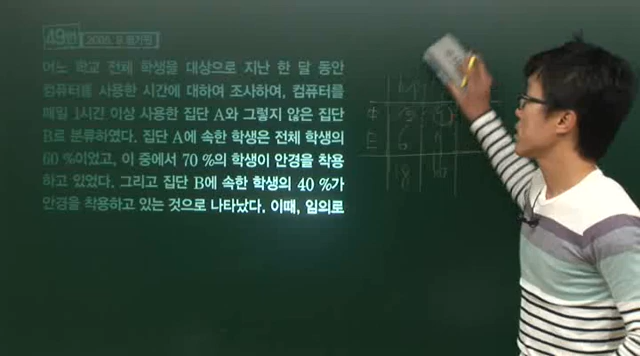 49번
2005. 9 평가원
어느 학교 전체 학생을 대상으로 지난 한 달 동안
컴퓨터를 사용한 시간에 대하여 조사하여, 컴퓨터를
매일 1시간 이상 사용한 집단 A와 그렇지 않은 집단
B로 분류하였다. 집단 A에 속한 학생은 전체 학생의
60 %이었고, 이 중에서 70 %의 학생이 안경을 착용
하고 있었다. 그리고 집단 B에 속한 학생의 40 %가
안경을 착용하고 있는 것으로 나타났다. 이때, 임의로